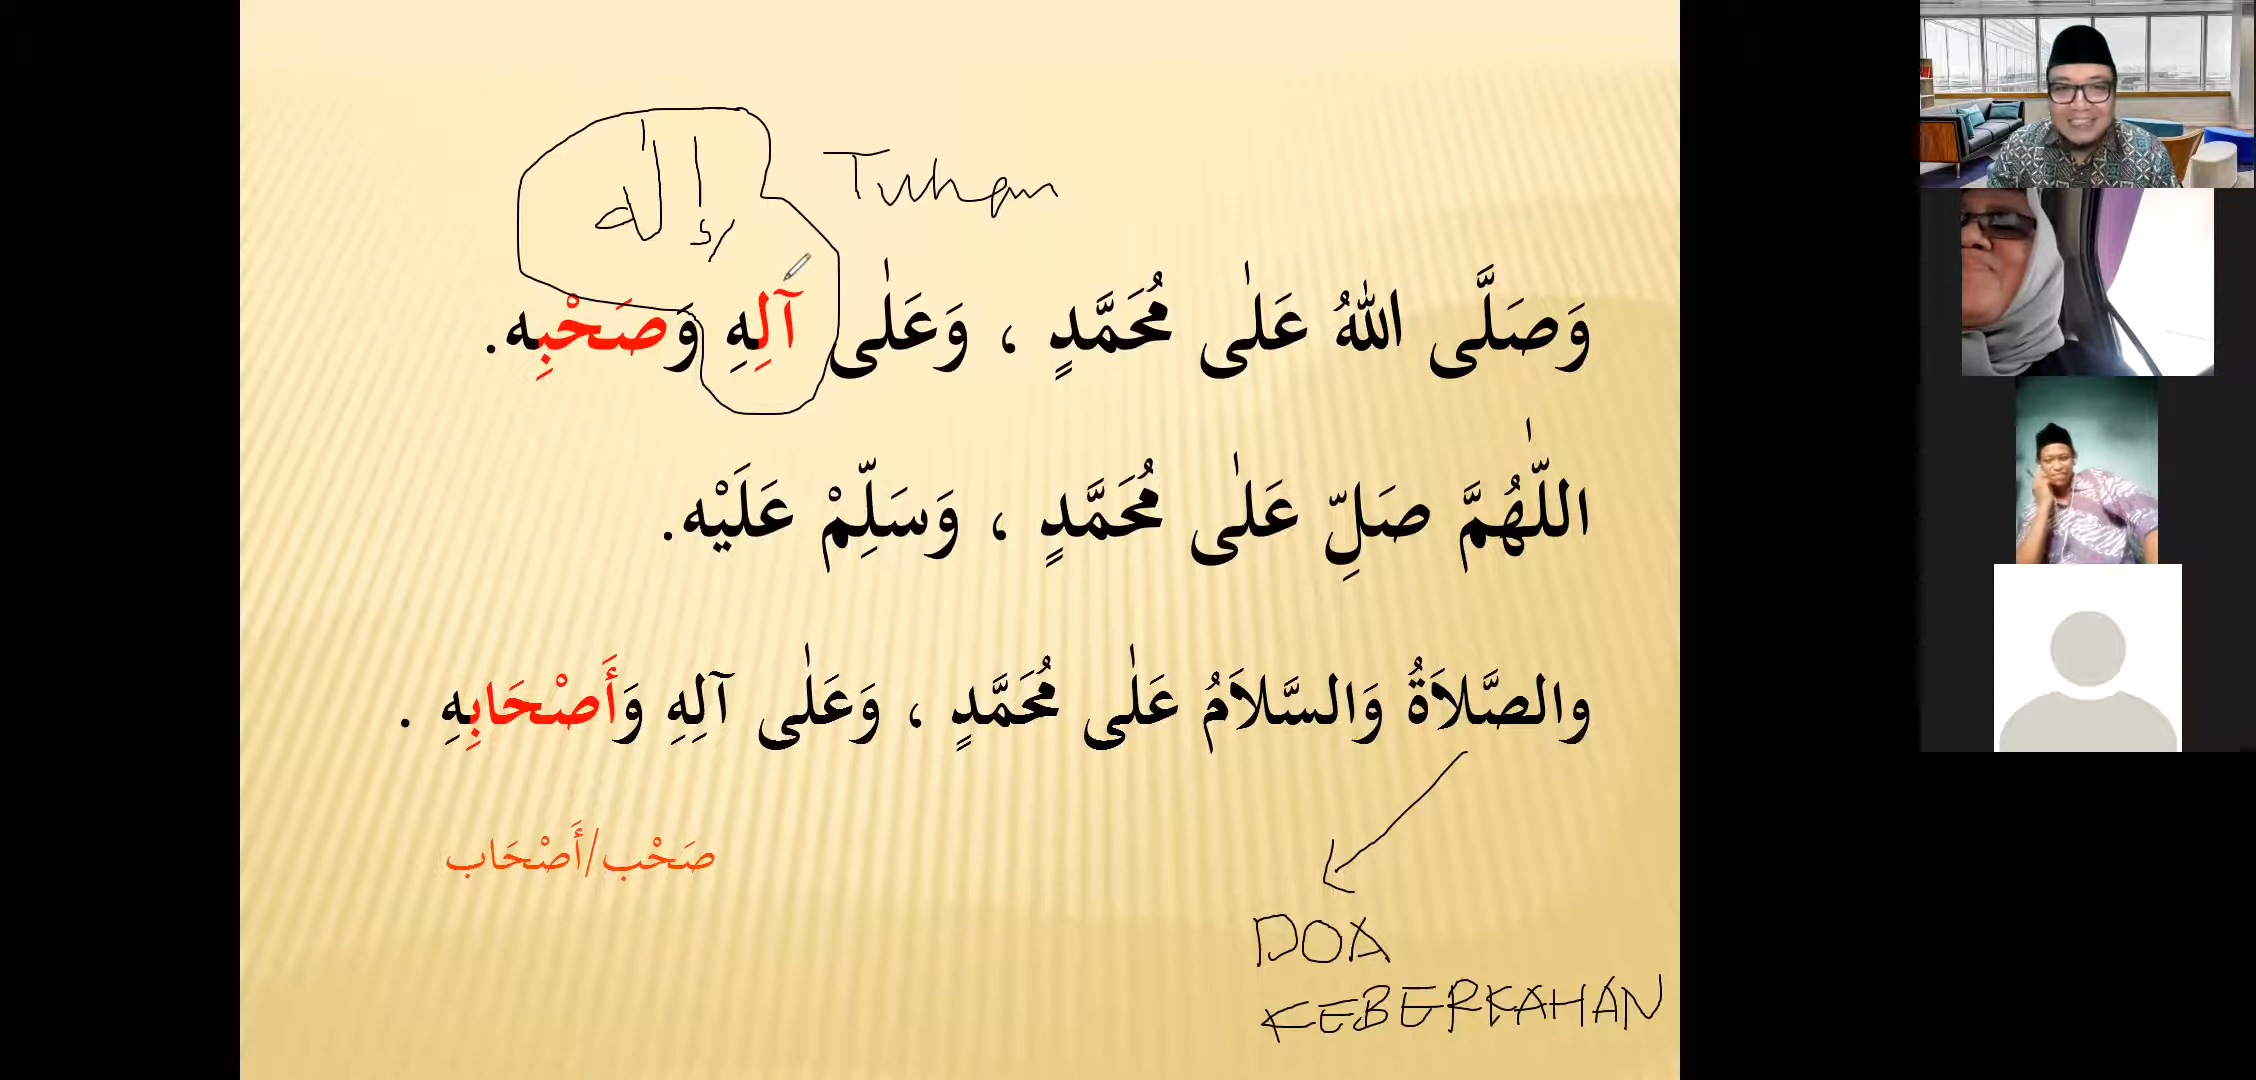 إله Tuhan
وَصَلَّى اللهُ عَلٰى مُحَمَّدٍ ، وَعَلٰى آلِهِ وَصَحْبِه.
اللّٰهُمَّ صَلِّ عَلٰى مُحَمَّدٍ ، وَسَلِّمْ عَلَيْه.
والصَّلاَةُ وَالسَّلاَمُ عَلٰى مُحَمَّدٍ ، وَعَلٰى آلِهِ وَأَصْحَابِهِ .
صَحْب/أَصْحَاب
DOA
KEBERKAHAN